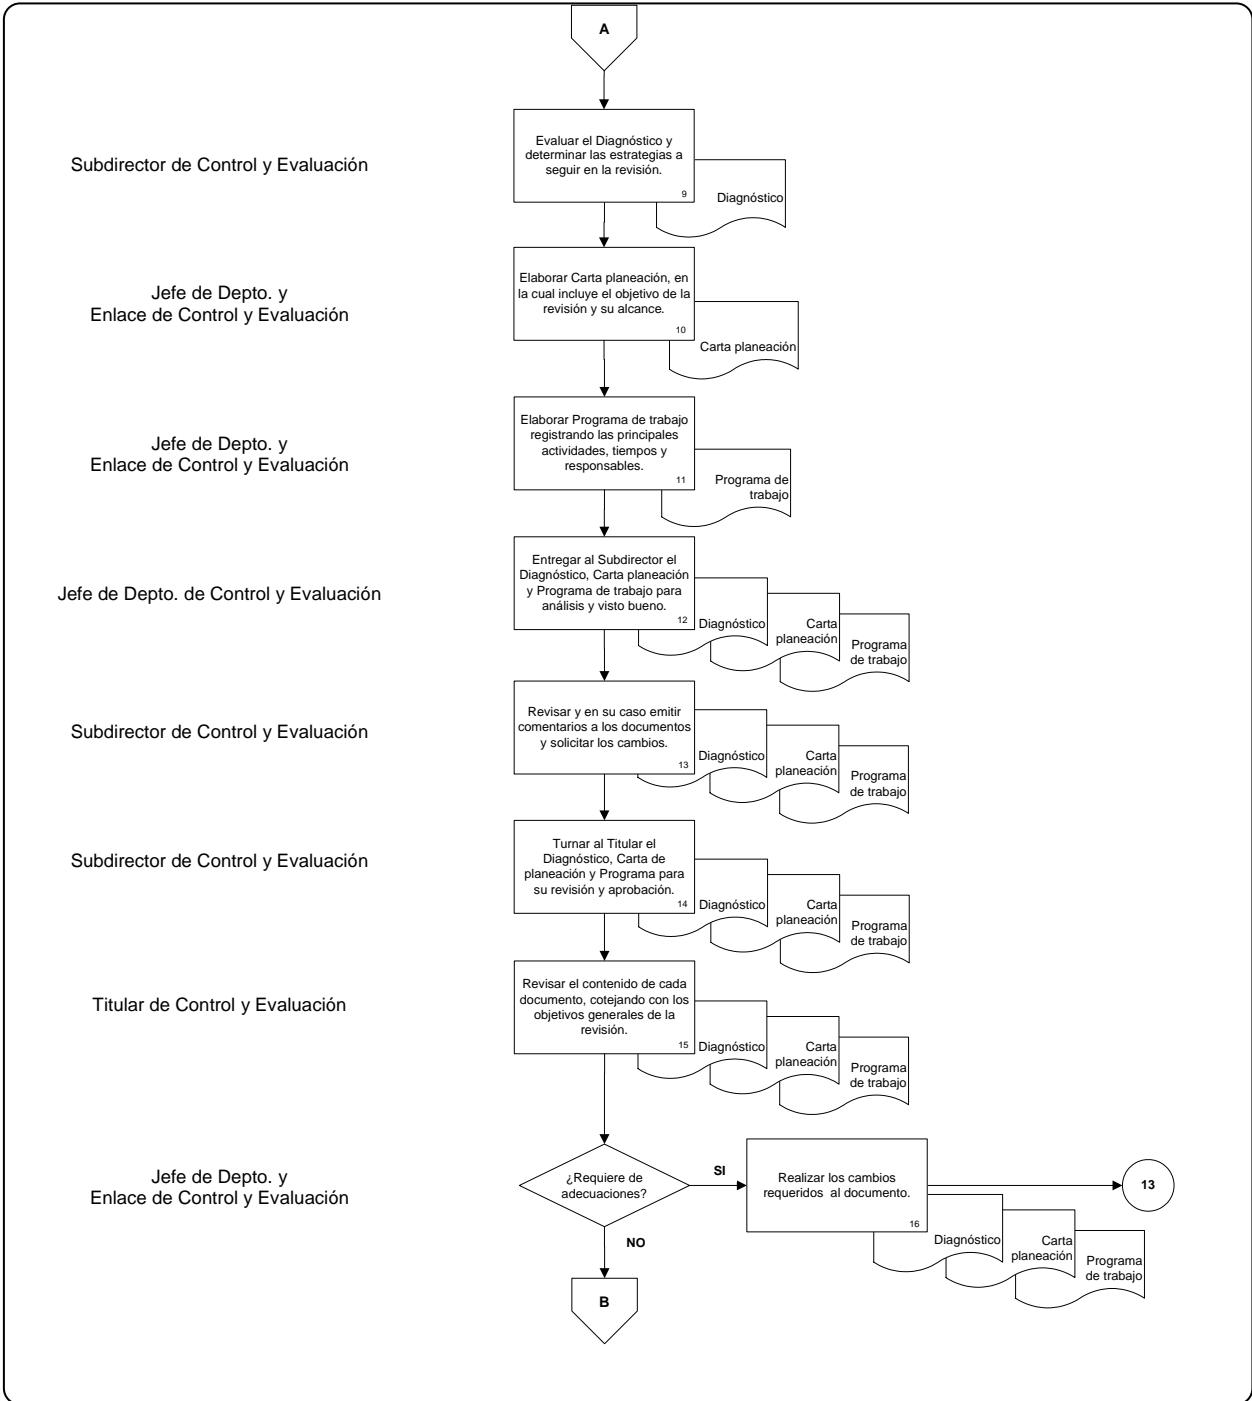 A
Subdirector de Control y Evaluación
Evaluar el Diagnóstico y
determinar las estrategias a
seguir en la revisión.
9
Diagnóstico
Jefe de Depto. y
Enlace de Control y Evaluación
Elaborar Carta planeación, en
la cual incluye el objetivo de la
revisión y su alcance.
10
Carta planeación
Jefe de Depto. y
Enlace de Control y Evaluación
Elaborar Programa de trabajo
registrando las principales
actividades, tiempos y
responsables.
11
Programa de
trabajo
Jefe de Depto. de Control y Evaluación
Entregar al Subdirector el
Diagnóstico, Carta planeación
y Programa de trabajo para
análisis y visto bueno.
12
Diagnóstico
Carta
planeación
Programa
de trabajo
Subdirector de Control y Evaluación
Revisar y en su caso emitir
comentarios a los documentos
y solicitar los cambios.
13
Diagnóstico
Carta
planeación
Programa
de trabajo
Subdirector de Control y Evaluación
Turnar al Titular el
Diagnóstico, Carta de
planeación y Programa para
su revisión y aprobación.
14
Diagnóstico
Carta
planeación
Programa
de trabajo
Titular de Control y Evaluación
Revisar el contenido de cada
documento, cotejando con los
objetivos generales de la
revisión.
15
Diagnóstico
Carta
planeación
Programa
de trabajo
Jefe de Depto. y
Enlace de Control y Evaluación
¿Requiere de
adecuaciones?
SI
Realizar los cambios
requeridos al documento.
16
13
Diagnóstico
Carta
planeación
Programa
de trabajo
NO
B